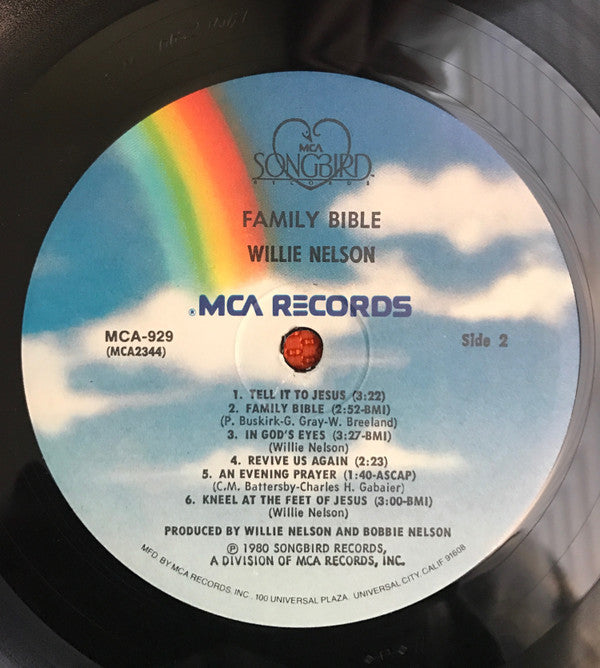 MCA
SONGBIRD
RECORDS
FAMILY BIBLE
WILLIE NELSON
®MCA RECORDS
MCA-929
(MCA2344)
Side 2
1. TELL IT TO JESUS (3:22)
2. FAMILY BIBLE (2:52-BMI)
(P. Buskirk-G. Gray-W. Breeland)
3. IN GOD'S EYES (3:27-BMI)
(Willie Nelson)
4. REVIVE US AGAIN (2:23)
5. AN EVENING PRAYER (1:40-ASCAP)
(C.M. Battersby-Charles H. Gabaier)
6. KNEEL AT THE FEET OF JESUS (3:00-BMI)
(Willie Nelson)
PRODUCED BY WILLIE NELSON AND BOBBIE NELSON
℗ 1980 SONGBIRD RECORDS,
A DIVISION OF MCA RECORDS, INC.
MFD. BY MCA RECORDS, INC., 100 UNIVERSAL PLAZA, UNIVERSAL CITY, CALIF. 91608